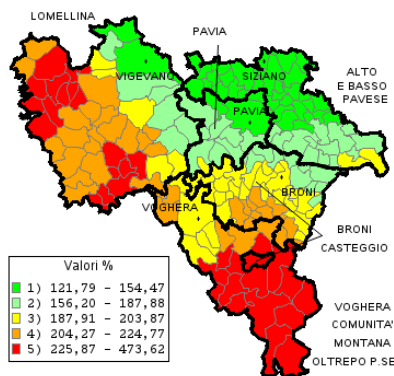 LOMELLINA
PAVIA
VIGEVANO
SIZIANO
ALTO
E BASSO
PAVESE
PAVIA
BRONI
VOGHERA
BRONI
CASTEGGIO
Valori %
1) 121,79 - 154,47
2) 156,20 - 187,88
3) 187,91 - 203,87
4) 204,27 - 224,77
5) 225,87 - 473,62
VOGHERA
COMUNITA'
MONTANA
OLTREPO P.SE